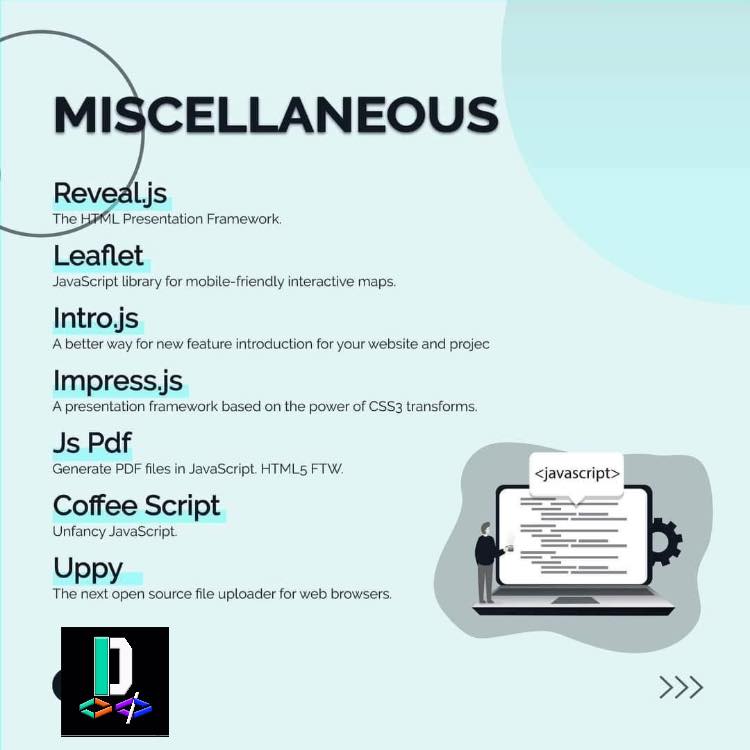 MISCELLANEOUS
Reveal.js
The HTML Presentation Framework.
Leaflet
JavaScript library for mobile-friendly interactive maps.
Intro.js
A better way for new feature introduction for your website and projec
Impress.js
A presentation framework based on the power of CSS3 transforms.
Js Pdf
Generate PDF files in JavaScript. HTML5 FTW.
<javascript>
Coffee Script
Unfancy JavaScript.
Uppy
The next open source file uploader for web browsers.
D